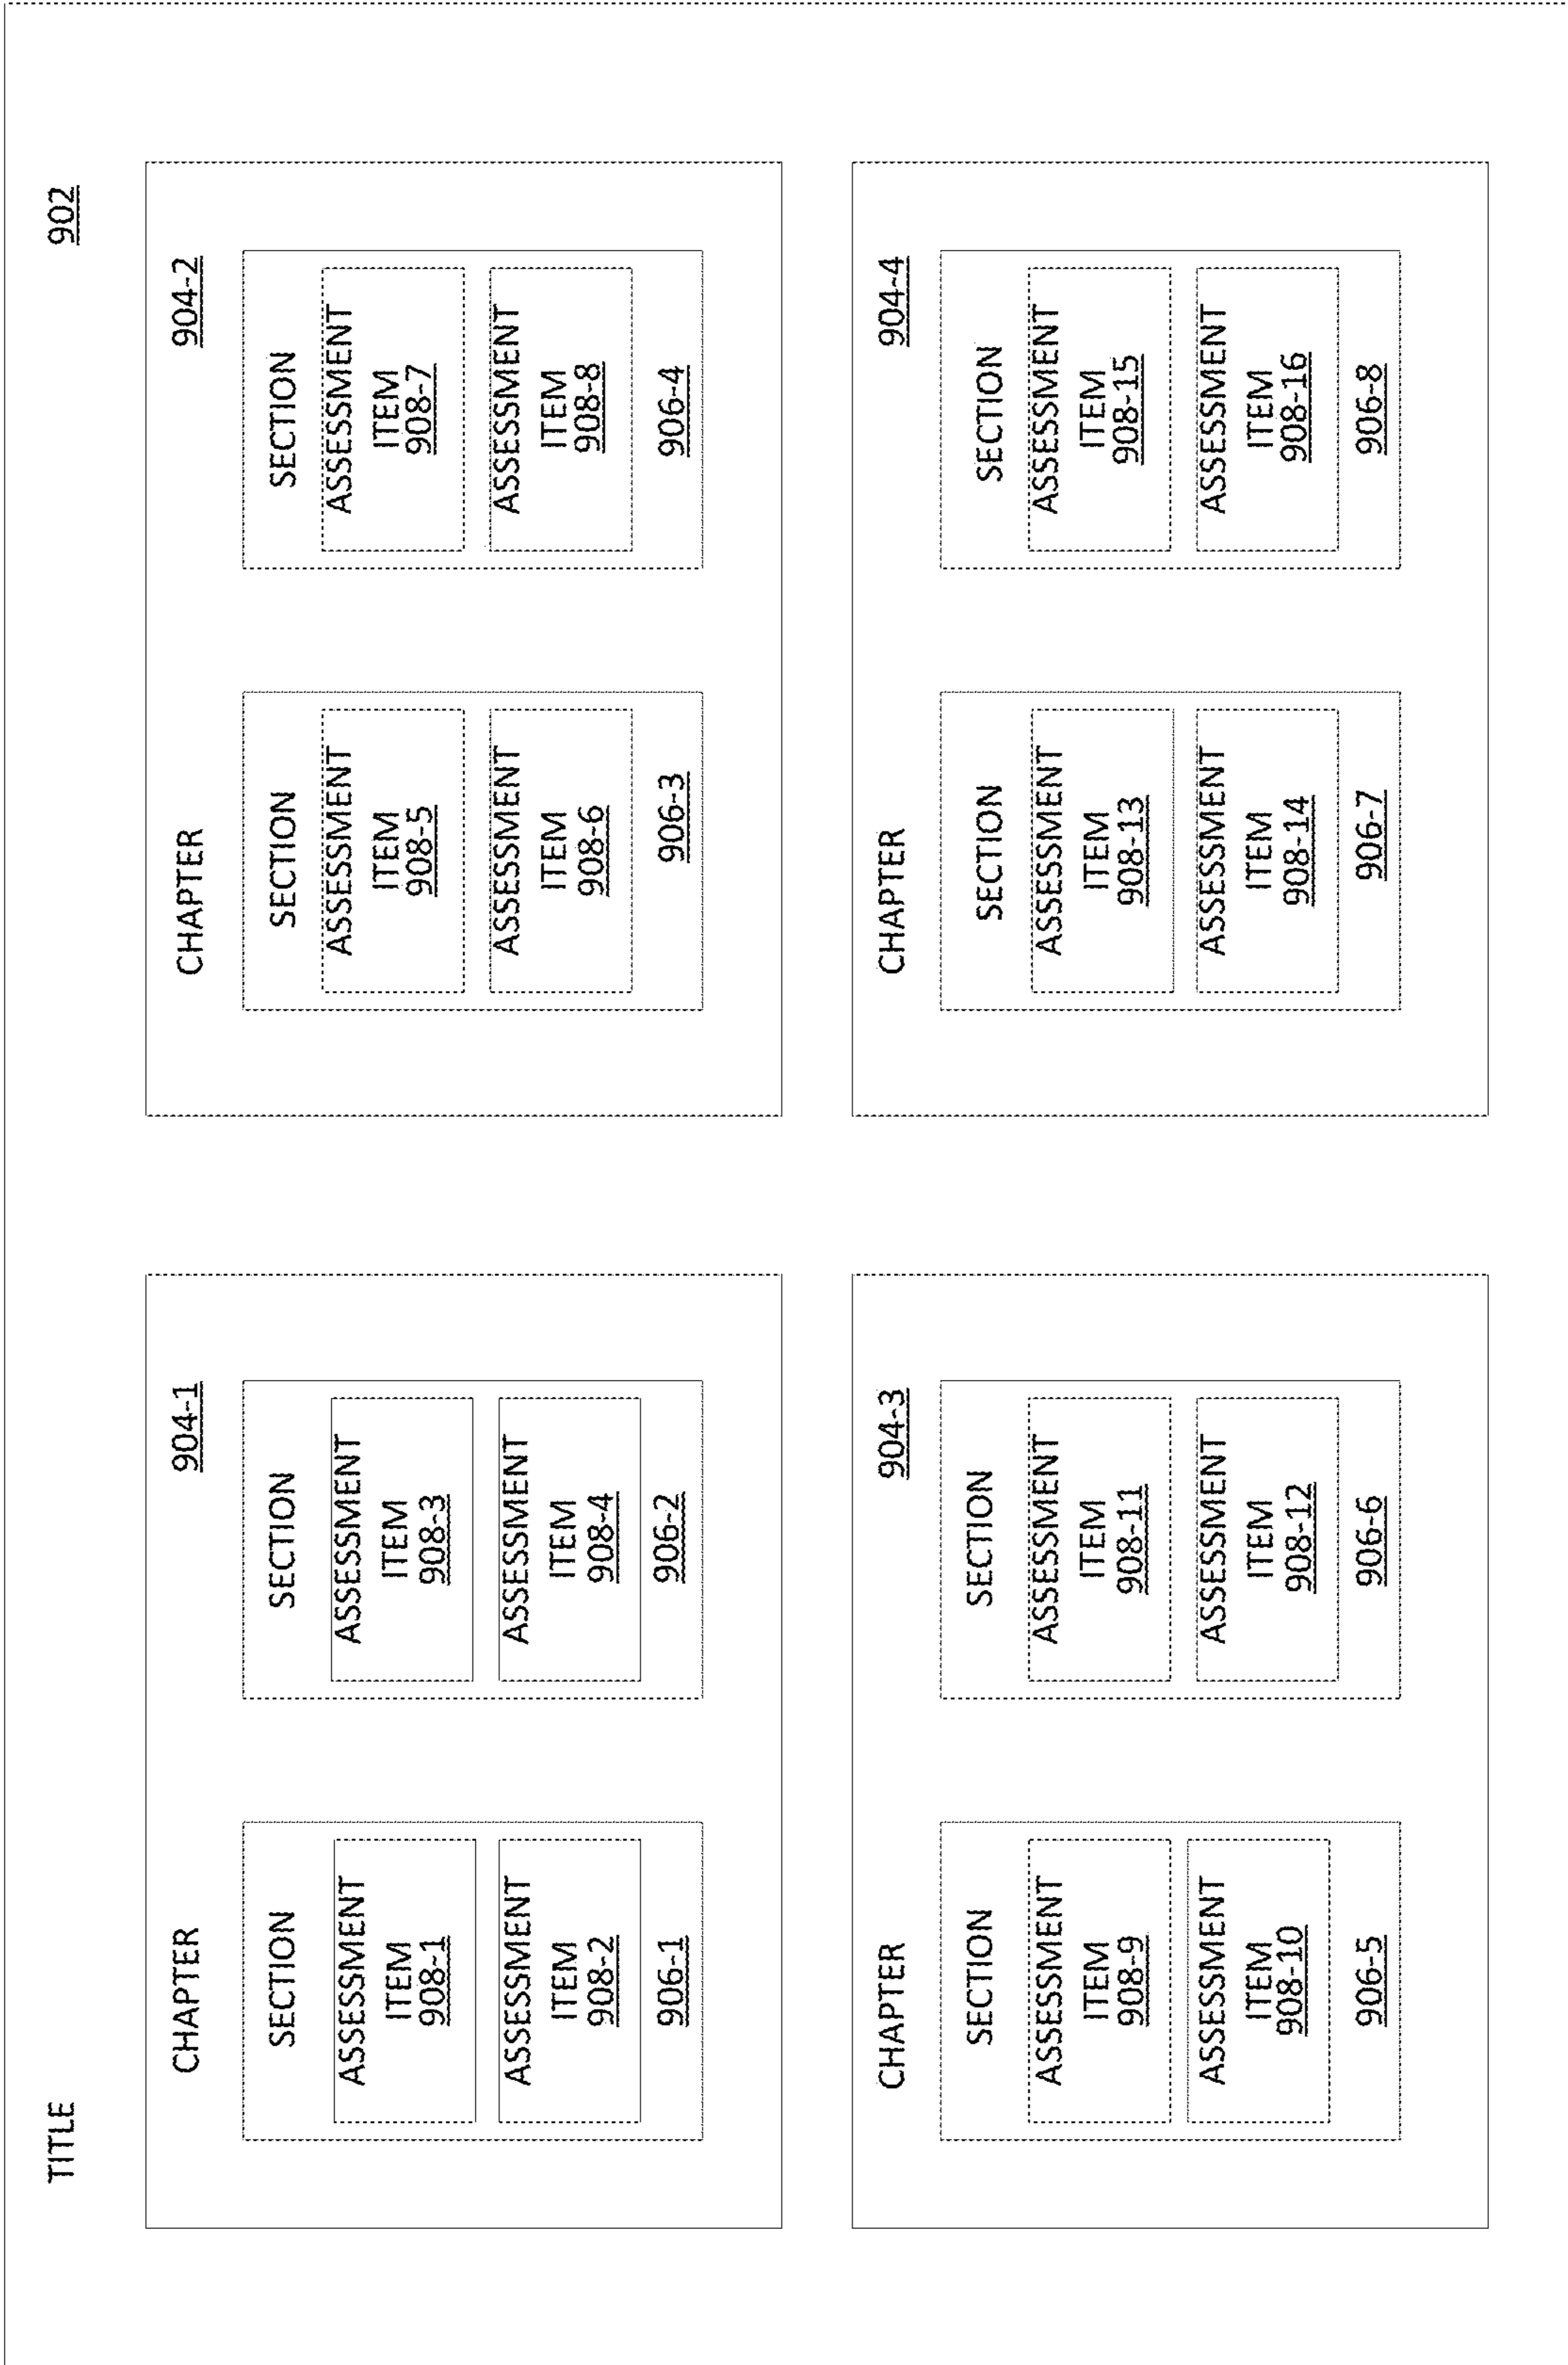 TITLE
902
CHAPTER
904-1
SECTION
ASSESSMENT
ITEM
908-1
ASSESSMENT
ITEM
908-2
906-1
SECTION
ASSESSMENT
ITEM
908-3
ASSESSMENT
ITEM
908-4
906-2
CHAPTER
904-2
SECTION
ASSESSMENT
ITEM
908-5
ASSESSMENT
ITEM
908-6
906-3
SECTION
ASSESSMENT
ITEM
908-7
ASSESSMENT
ITEM
908-8
906-4
CHAPTER
904-3
SECTION
ASSESSMENT
ITEM
908-9
ASSESSMENT
ITEM
908-10
906-5
SECTION
ASSESSMENT
ITEM
908-11
ASSESSMENT
ITEM
908-12
906-6
CHAPTER
904-4
SECTION
ASSESSMENT
ITEM
908-13
ASSESSMENT
ITEM
908-14
906-7
SECTION
ASSESSMENT
ITEM
908-15
ASSESSMENT
ITEM
908-16
906-8